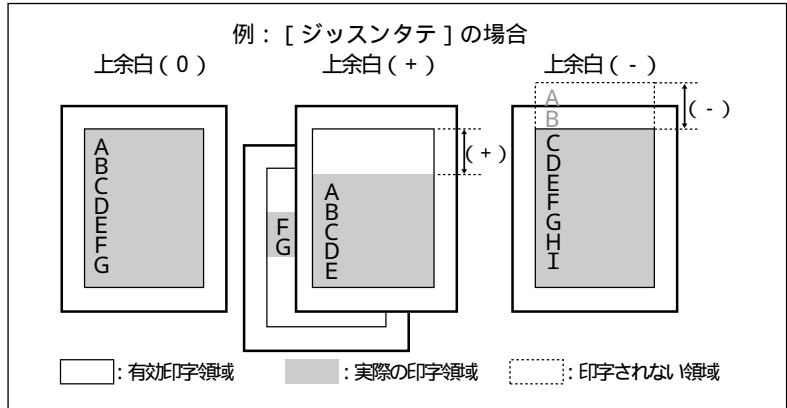 例：［ジッスンタテ］の場合
上余白（0）
A
B
C
D
E
F
G
上余白（+）
（+）
A
B
C
D
E
F
G
上余白（-）
（-）
A
B
C
D
E
F
G
H
I
：有効印字領域
：実際の印字領域
：印字されない領域